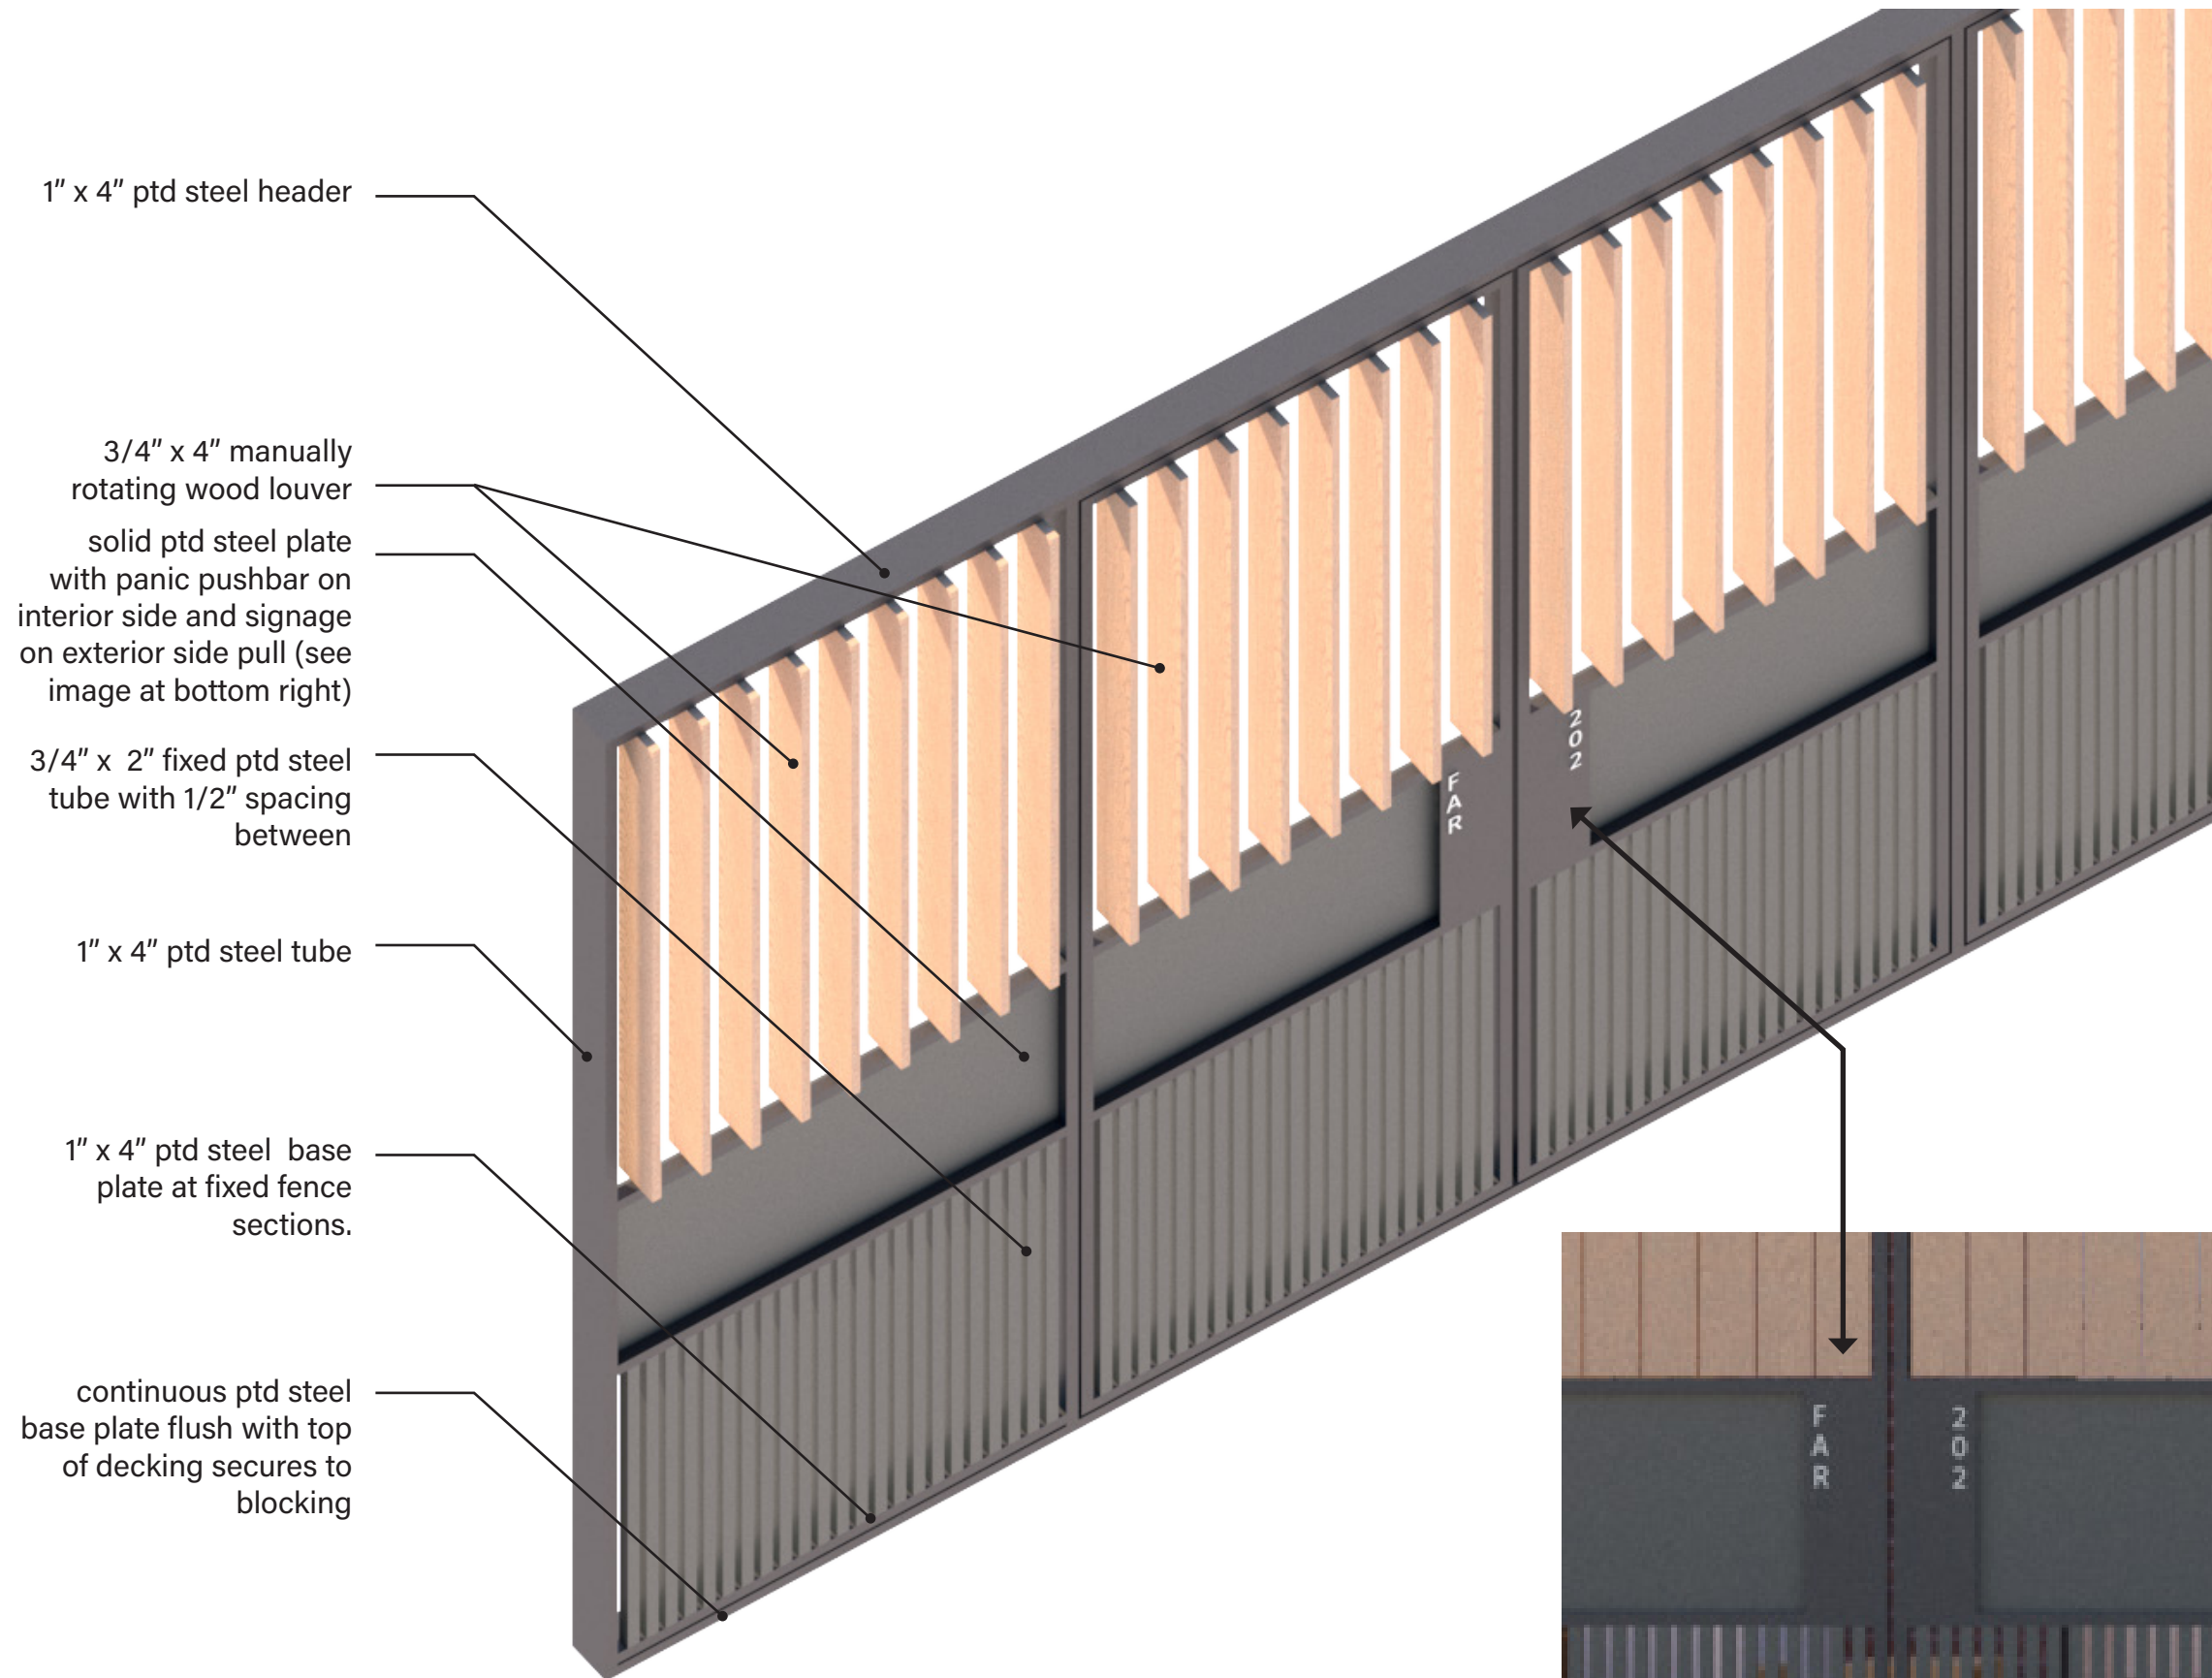 1" x 4" ptd steel header
3/4" x 4" manually
rotating wood louver
solid ptd steel plate
with panic pushbar on
interior side and signage
on exterior side pull (see
image at bottom right)
3/4" x  2" fixed ptd steel
tube with 1/2" spacing
between
1" x 4" ptd steel tube
1" x 4" ptd steel  base
plate at fixed fence
sections.
continuous ptd steel
base plate flush with top
of decking secures to
blocking
FAR
202
FAR
202